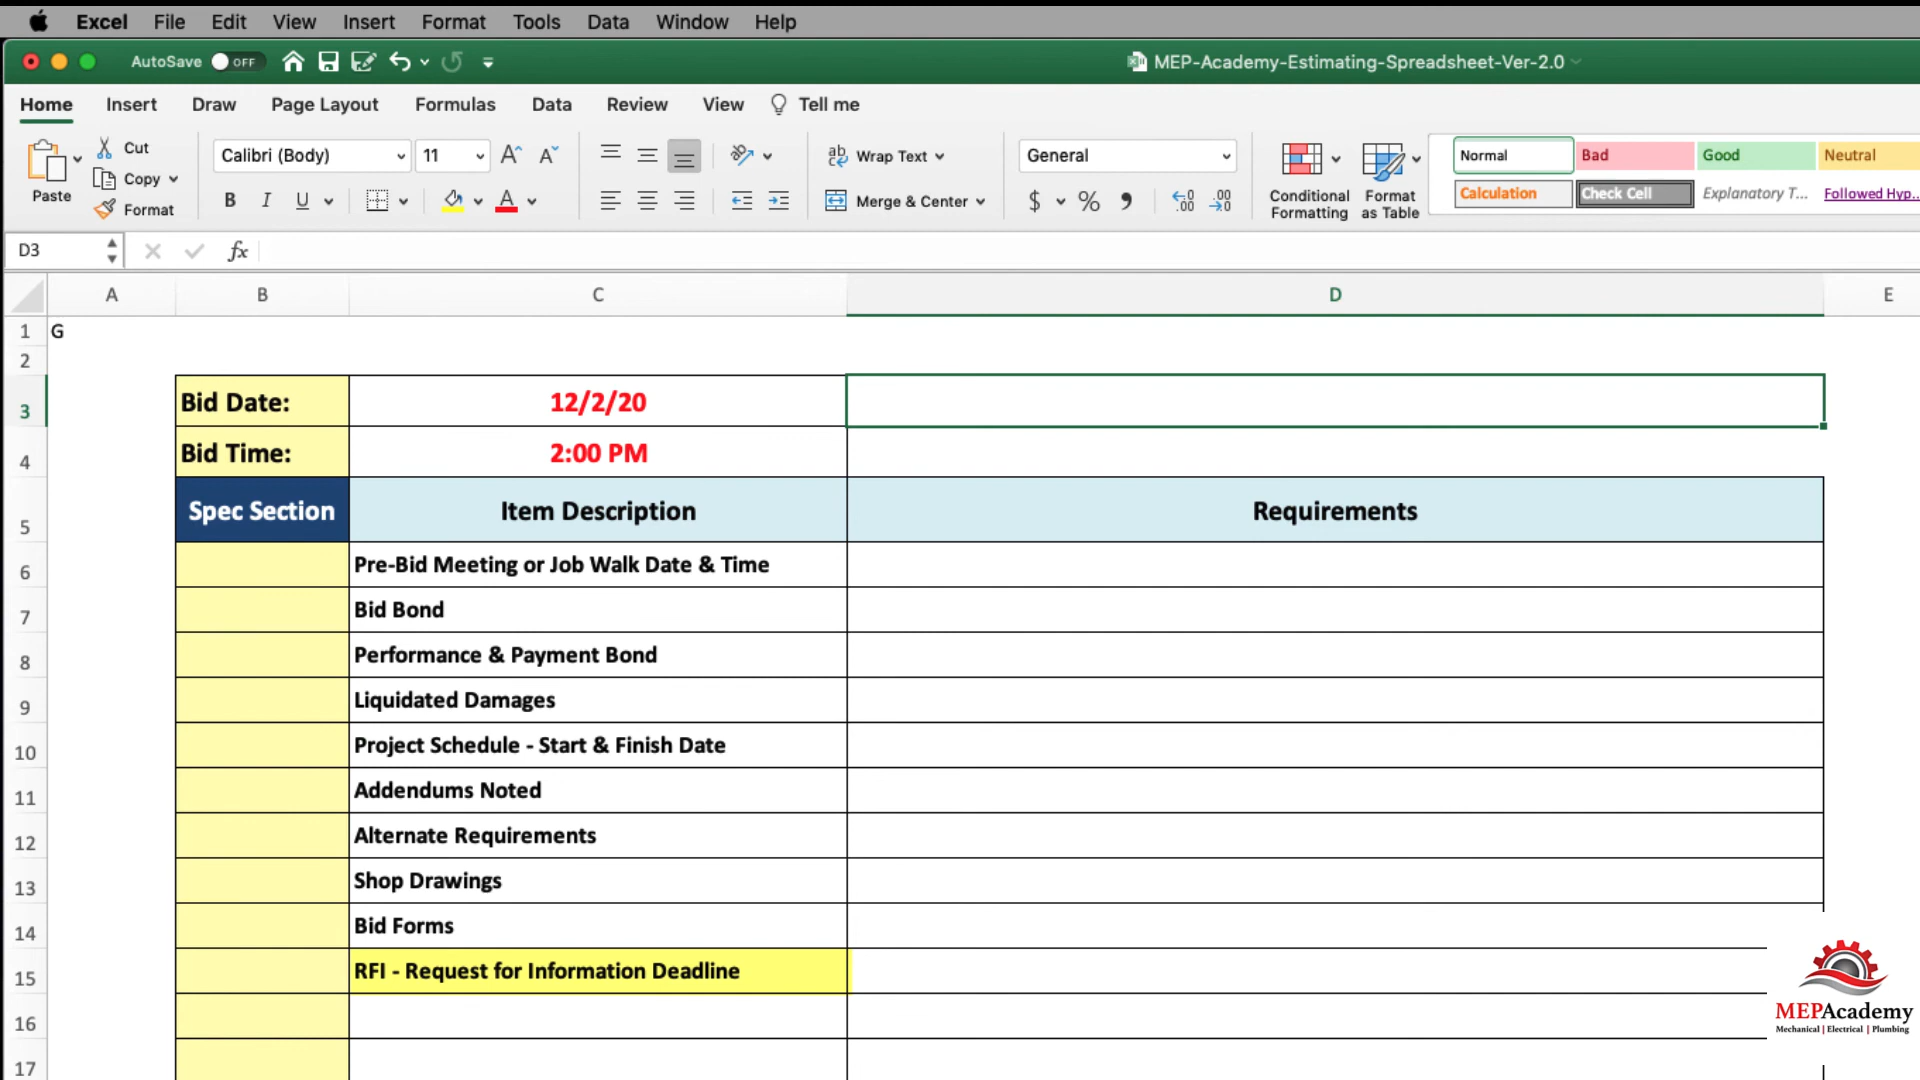 Excel File Edit View Insert Format Tools Data Window Help
AutoSave OFF MEP-Academy-Estimating-Spreadsheet-Ver-2.0
Home Insert Draw Page Layout Formulas Data Review View Tell me
Paste
Cut
Copy
Format
Calibri (Body) 11
B I U A
ab Wrap Text
Merge & Center
General
$ % 9
Conditional Formatting
Format as Table
Normal Bad Good Neutral
Calculation Check Cell Explanatory T... Followed Hyp...
D3 fx
A B C D E
1 G
2
3 Bid Date: 12/2/20
4 Bid Time: 2:00 PM
5 Spec Section Item Description Requirements
6 Pre-Bid Meeting or Job Walk Date & Time
7 Bid Bond
8 Performance & Payment Bond
9 Liquidated Damages
10 Project Schedule - Start & Finish Date
11 Addendums Noted
12 Alternate Requirements
13 Shop Drawings
14 Bid Forms
15 RFI - Request for Information Deadline
16
17
MEPAcademy
Mechanical | Electrical | Plumbing